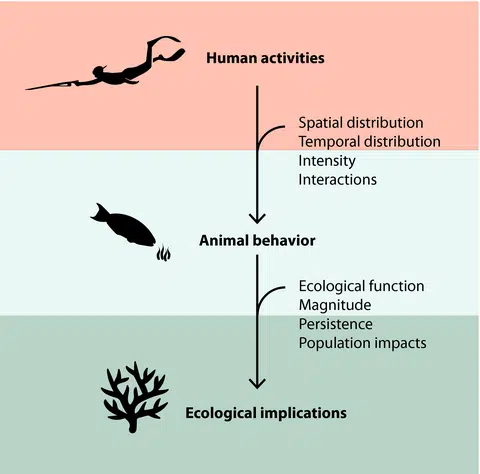 Human activities
Spatial distribution
Temporal distribution
Intensity
Interactions
Animal behavior
Ecological function
Magnitude
Persistence
Population impacts
Ecological implications